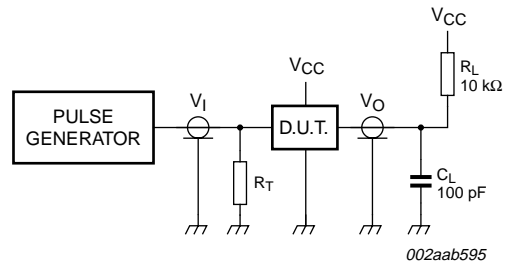 VCC
RL
10 kΩ
VCC
VI
VO
PULSE
GENERATOR
D.U.T.
RT
CL
100 pF
002aab595